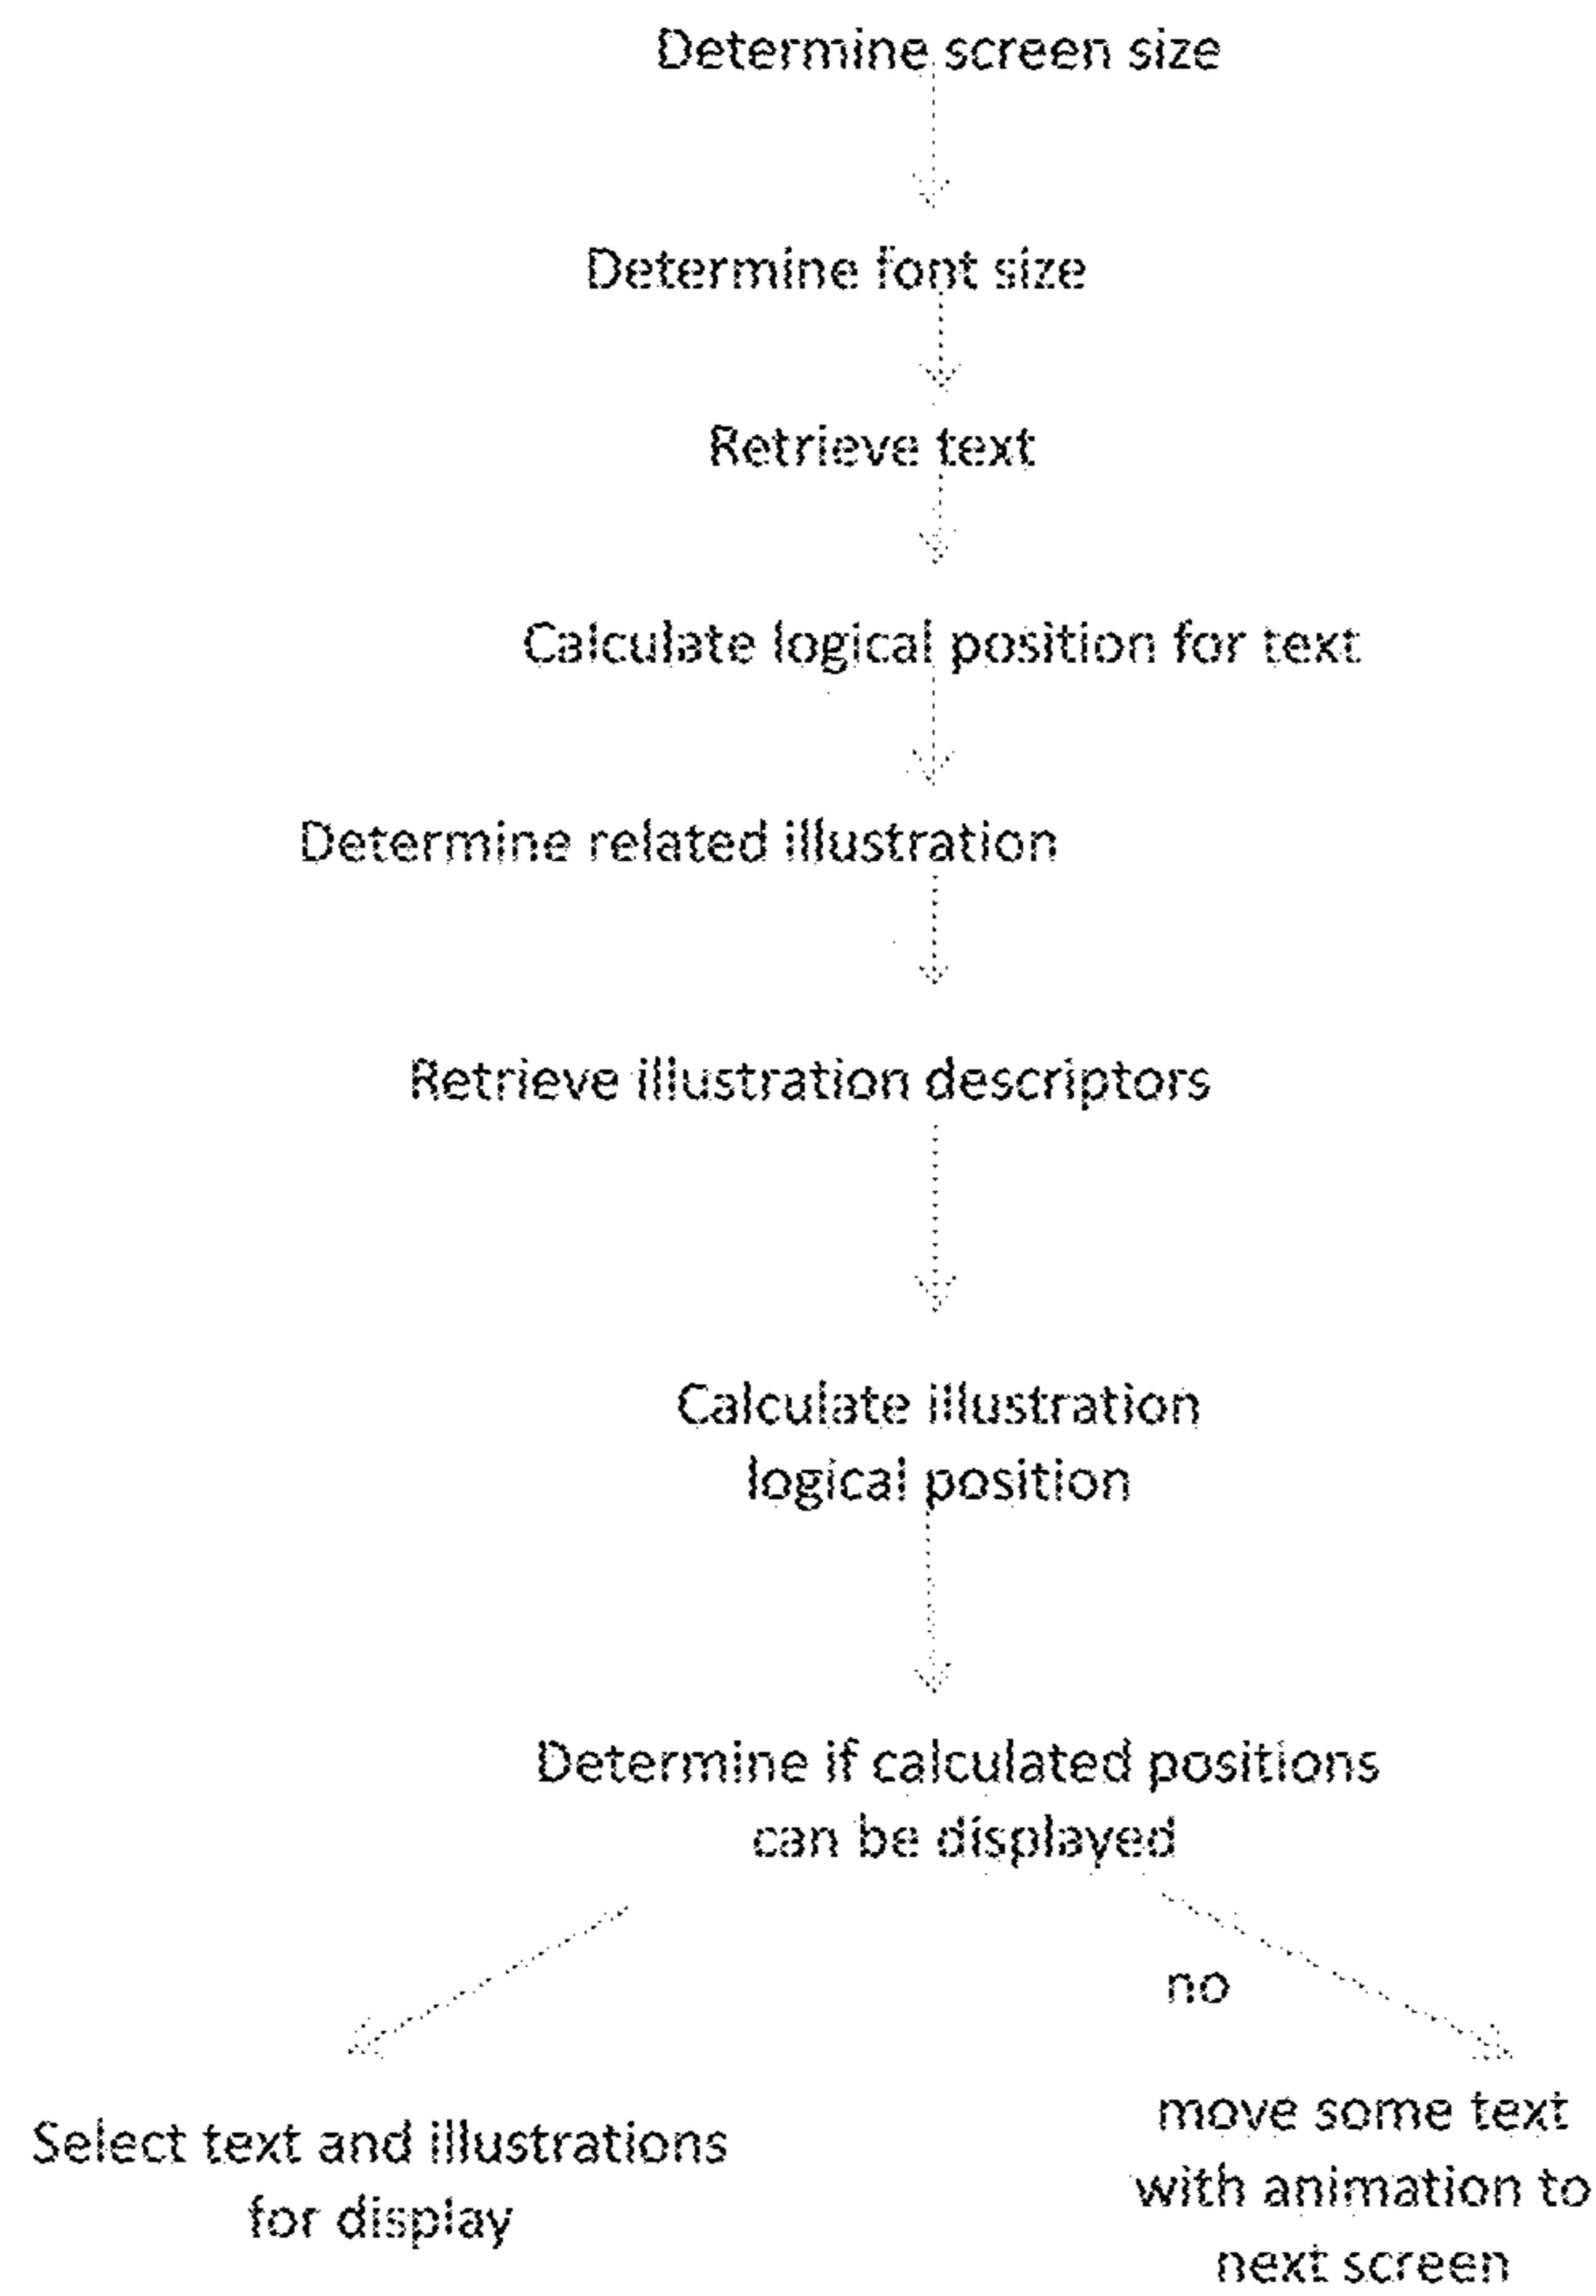 Determine screen size
Determine font size
Retrieve text
Calculate logical position for text
Determine related illustration
Retrieve illustration descriptors
Calculate illustration
logical position
Determine if calculated positions
can be displayed
no
Select text and illustrations
for display
move some text
with animation to
next screen